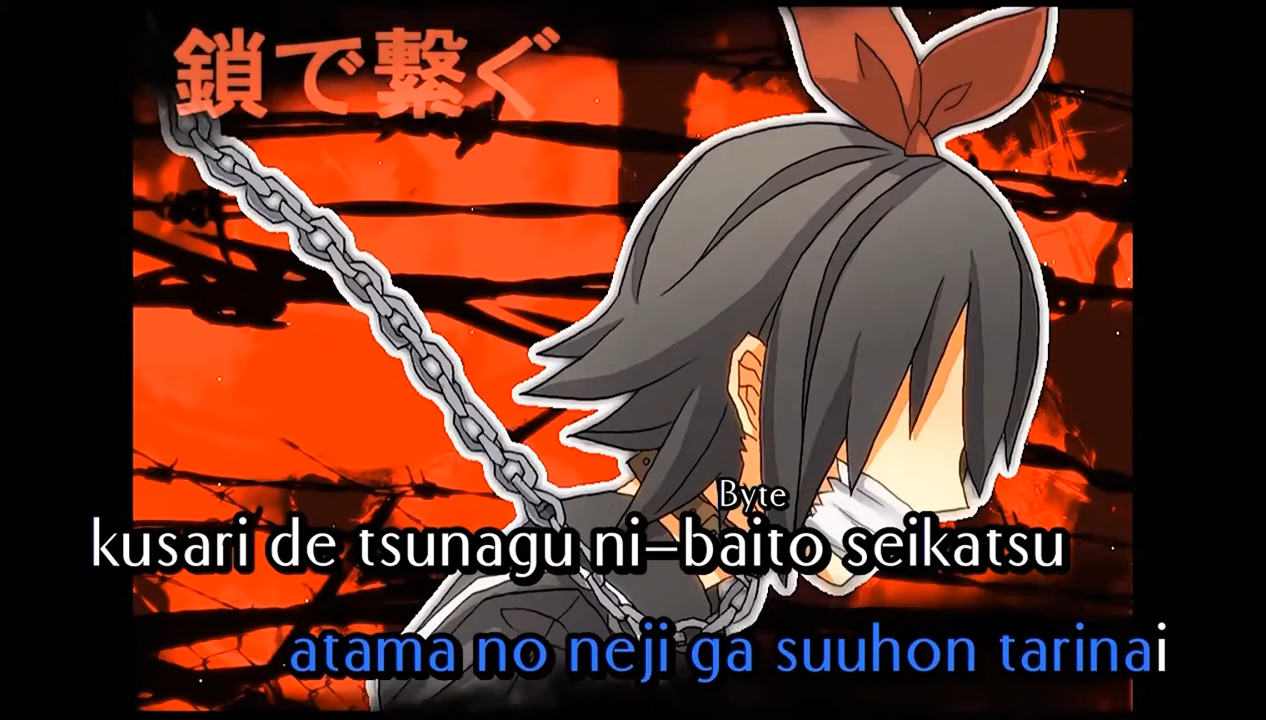 鎖で繋ぐ
Byte
kusari de tsunagu ni–baito seikatsu
atama no neji ga suuhon tarinai